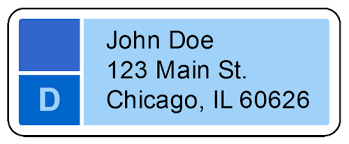 John Doe
123 Main St.
D
Chicago, IL 60626